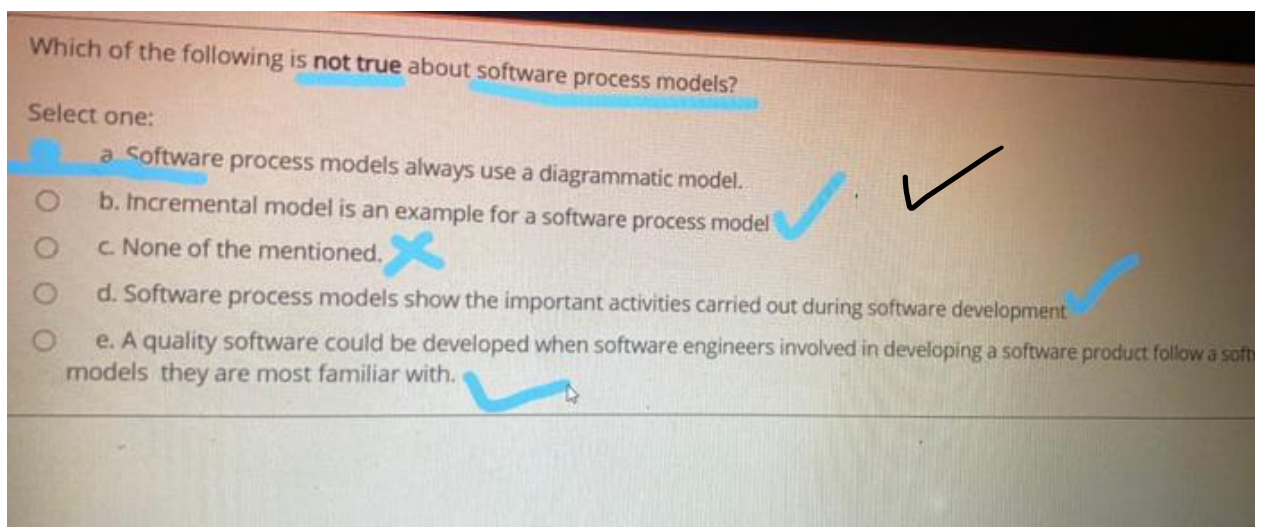 Which of the following is not true about software process models?
Select one:
a. Software process models always use a diagrammatic model.
b. Incremental model is an example for a software process model
c. None of the mentioned.
d. Software process models show the important activities carried out during software development
e. A quality software could be developed when software engineers involved in developing a software product follow a
models they are most familiar with.